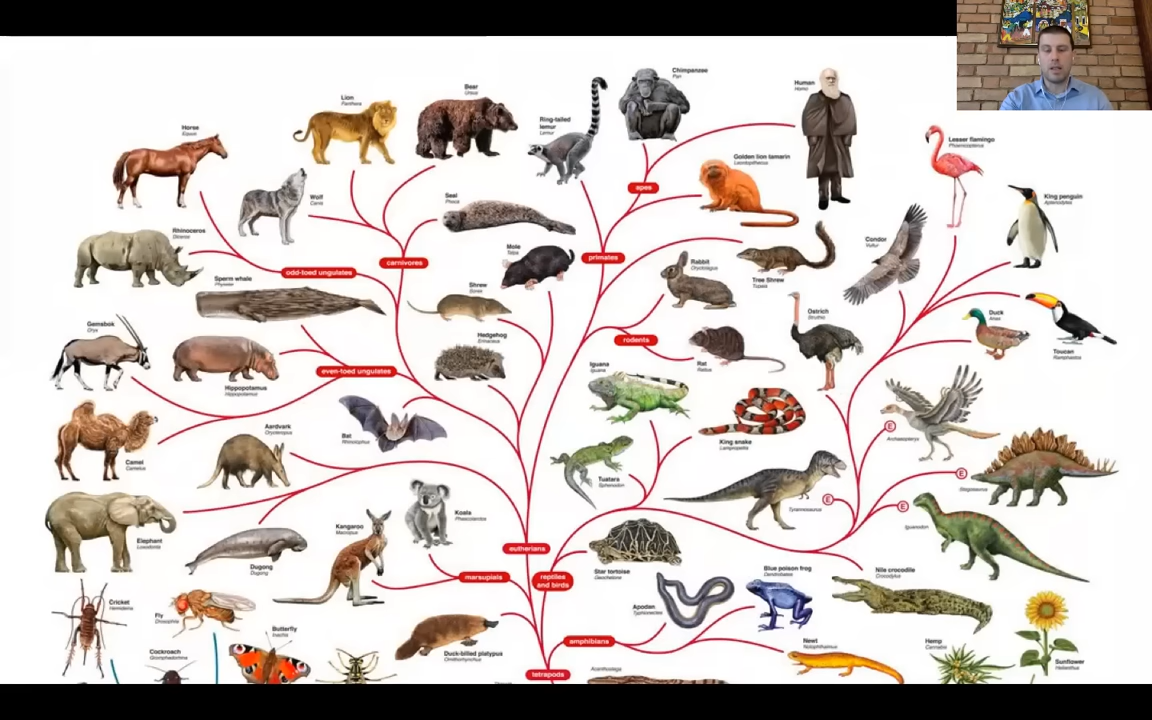 Chimpanzee
Pan
Human
Homo
Bear
Ursus
Lion
Panthera
Ring-tailed
lemur
Lemur
Horse
Equus
Lesser flamingo
Phoenicopterus
Golden lion tamarin
Leontopithecus
apes
King penguin
Aptenodytes
Wolf
Canis
Seal
Phoca
Rhinoceros
Diceros
Condor
Vultur
Mole
Talpa
primates
carnivores
odd-toed ungulates
Rabbit
Oryctolagus
Tree Shrew
Tupaia
Sperm whale
Physeter
Shrew
Sorex
Ostrich
Struthio
Duck
Anas
Gemsbok
Oryx
Hedgehog
Erinaceus
rodents
Toucan
Ramphastos
Rat
Rattus
Iguana
Iguana
even-toed ungulates
Hippopotamus
Hippopotamus
Bat
Rhinolophus
Aardvark
Orycteropus
King snake
Lampropeltis
E
Archaeopteryx
Camel
Camelus
Tuatara
Sphenodon
E
Stegosaurus
E
Tyrannosaurus
E
Iguanodon
Koala
Phascolarctos
Kangaroo
Macropus
Elephant
Loxodonta
Dugong
Dugong
eutherians
Star tortoise
Geochelone
marsupials
reptiles
and birds
Blue poison frog
Dendrobates
Nile crocodile
Crocodylus
Cricket
Hemideina
Fly
Drosophila
Apodan
Typhlonectes
Butterfly
Inachis
amphibians
Newt
Notophthalmus
Hemp
Cannabis
Cockroach
Gromphadorhina
Duck-billed platypus
Ornithorhynchus
Sunflower
Helianthus
Acanthostega
tetrapods